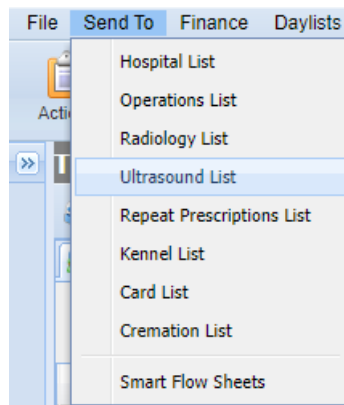 File Send To Finance Daylists
Hospital List
Operations List
Radiology List
Ultrasound List
Repeat Prescriptions List
Kennel List
Card List
Cremation List
Smart Flow Sheets